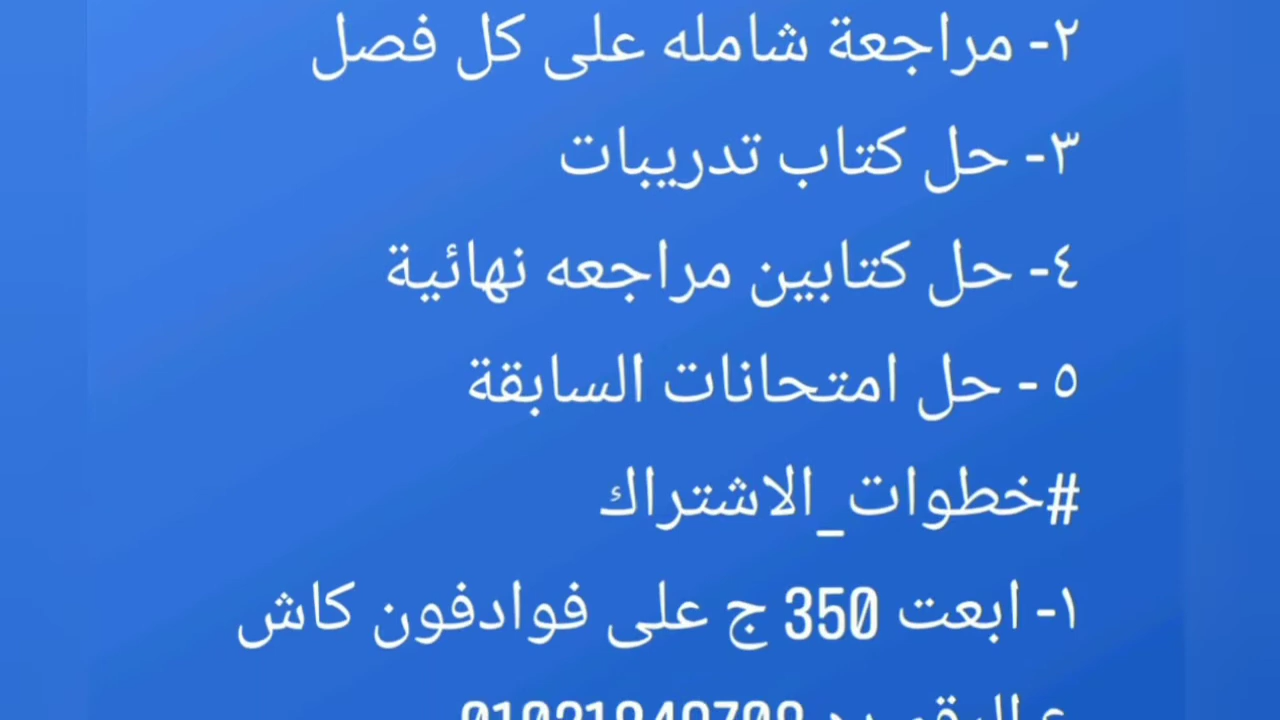 ٢- مراجعة شامله على كل فصل
٣- حل كتاب تدريبات
٤- حل كتابين مراجعه نهائية
٥ - حل امتحانات السابقة
#خطوات_الاشتراك
١- ابعت 350 ج على فوادفون كاش